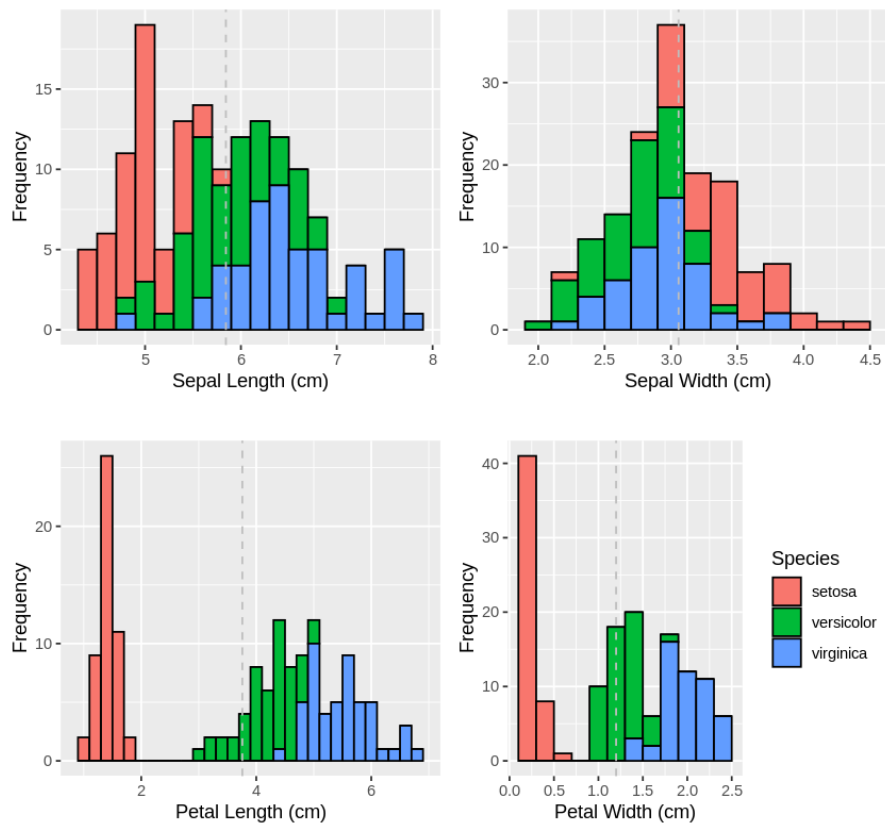 Frequency
15
10
5
0
5
6
7
8
Sepal Length (cm)
Frequency
30
20
10
0
2.0
2.5
3.0
3.5
4.0
4.5
Sepal Width (cm)
Frequency
20
10
0
2
4
6
Petal Length (cm)
Frequency
40
30
20
10
0
0.0
0.5
1.0
1.5
2.0
2.5
Petal Width (cm)
Species
setosa
versicolor
virginica